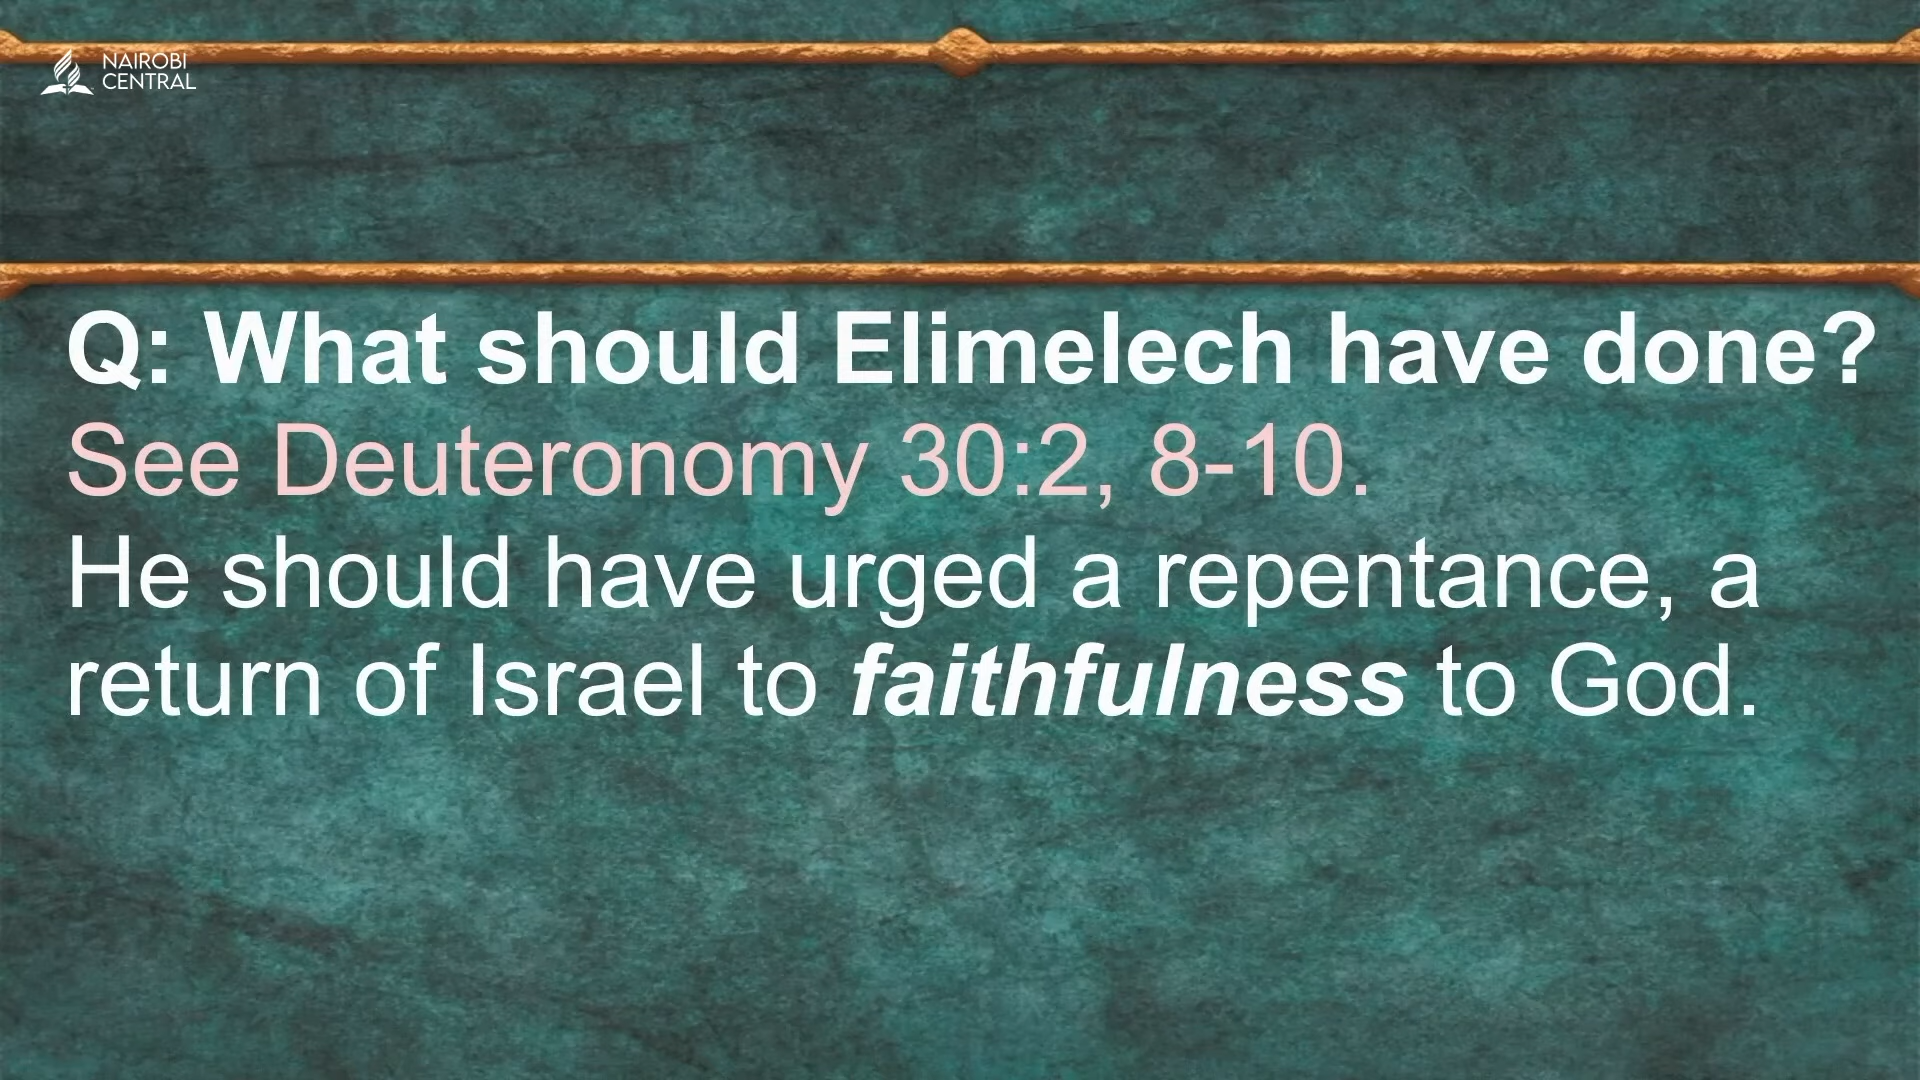 NAIROBI
CENTRAL
Q: What should Elimelech have done?
See Deuteronomy 30:2, 8-10.
He should have urged a repentance, a
return of Israel to faithfulness to God.